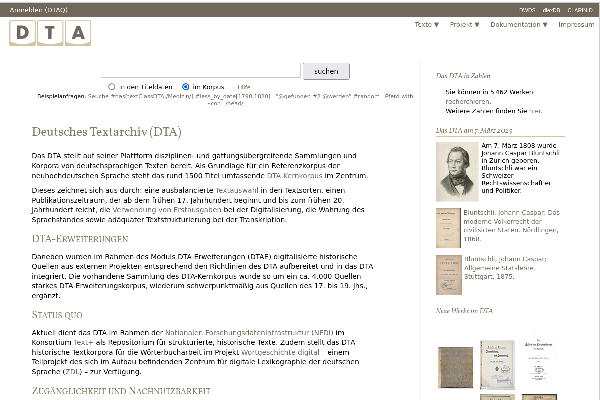 Anmelden (DTAQ)
DWDS dlexDB CLARIN-D
DTA
Texte ▼ Projekt ▼ Dokumentation ▼ Impressum
suchen
in den Titeldaten im Korpus Hilfe
Beispielanfragen:
Deutsches Textarchiv (DTA)
Das DTA stellt auf seiner Plattform disziplinen- und gattungsübergreifende Sammlungen und
Korpora von deutschsprachigen Texten bereit. Als Grundlage für ein Referenzkorpus der
neuhochdeutschen Sprache steht das rund 1500 Titel umfassende DTA-Kernkorpus im Zentrum.
Dieses zeichnet sich aus durch: eine ausbalancierte Textauswahl in den Textsorten, einen
Publikationszeitraum, der ab dem frühen 17. Jahrhundert beginnt und bis zum frühen 20.
Jahrhundert reicht, die Verwendung von Erstausgaben bei der Digitalisierung, die Wahrung des
Sprachstandes sowie adäquater Textstrukturierung bei der Transkription.
DTA-Erweiterungen
Daneben wurden im Rahmen des Moduls DTA-Erweiterungen (DTAE) digitalisierte historische
Quellen aus externen Projekten entsprechend den Richtlinien des DTA aufbereitet und in das DTA
integriert. Die vorhandene Sammlung des DTA-Kernkorpus wurde so um ein ca. 4.000 Quellen
starkes DTA-Erweiterungskorpus, wiederum schwerpunktmäßig aus Quellen des 17. bis 19. Jhs.,
ergänzt.
Status quo
Aktuell dient das DTA im Rahmen der Nationalen Forschungsdateninfrastruktur (NFDI) im
Konsortium Text+ als Repositorium für strukturierte, historische Texte. Zudem stellt das DTA
historische Textkorpora für die Wörterbucharbeit im Projekt Wortgeschichte digital – einem
Teilprojekt des sich im Aufbau befindenden Zentrum für digitale Lexikographie der deutschen
Sprache (ZDL) – zur Verfügung.
Zugänglichkeit und Nachnutzbarkeit
Das DTA in Zahlen
Sie können in 5462 Werken
recherchieren.
Weitere Zahlen finden Sie hier.
Das DTA am 7. März 2025
Am 7. März 1808 wurde
Johann Caspar Bluntschli
in Zürich geboren.
Bluntschli war ein
Schweizer
Rechtswissenschaftler
und Politiker.
Bluntschli, Johann Caspar: Das
moderne Völkerrecht der
civilisirten Staten. Nördlingen,
1868.
Bluntschli, Johann Caspar:
Allgemeine Statslehre.
Stuttgart, 1875.
Neue Werke im DTA